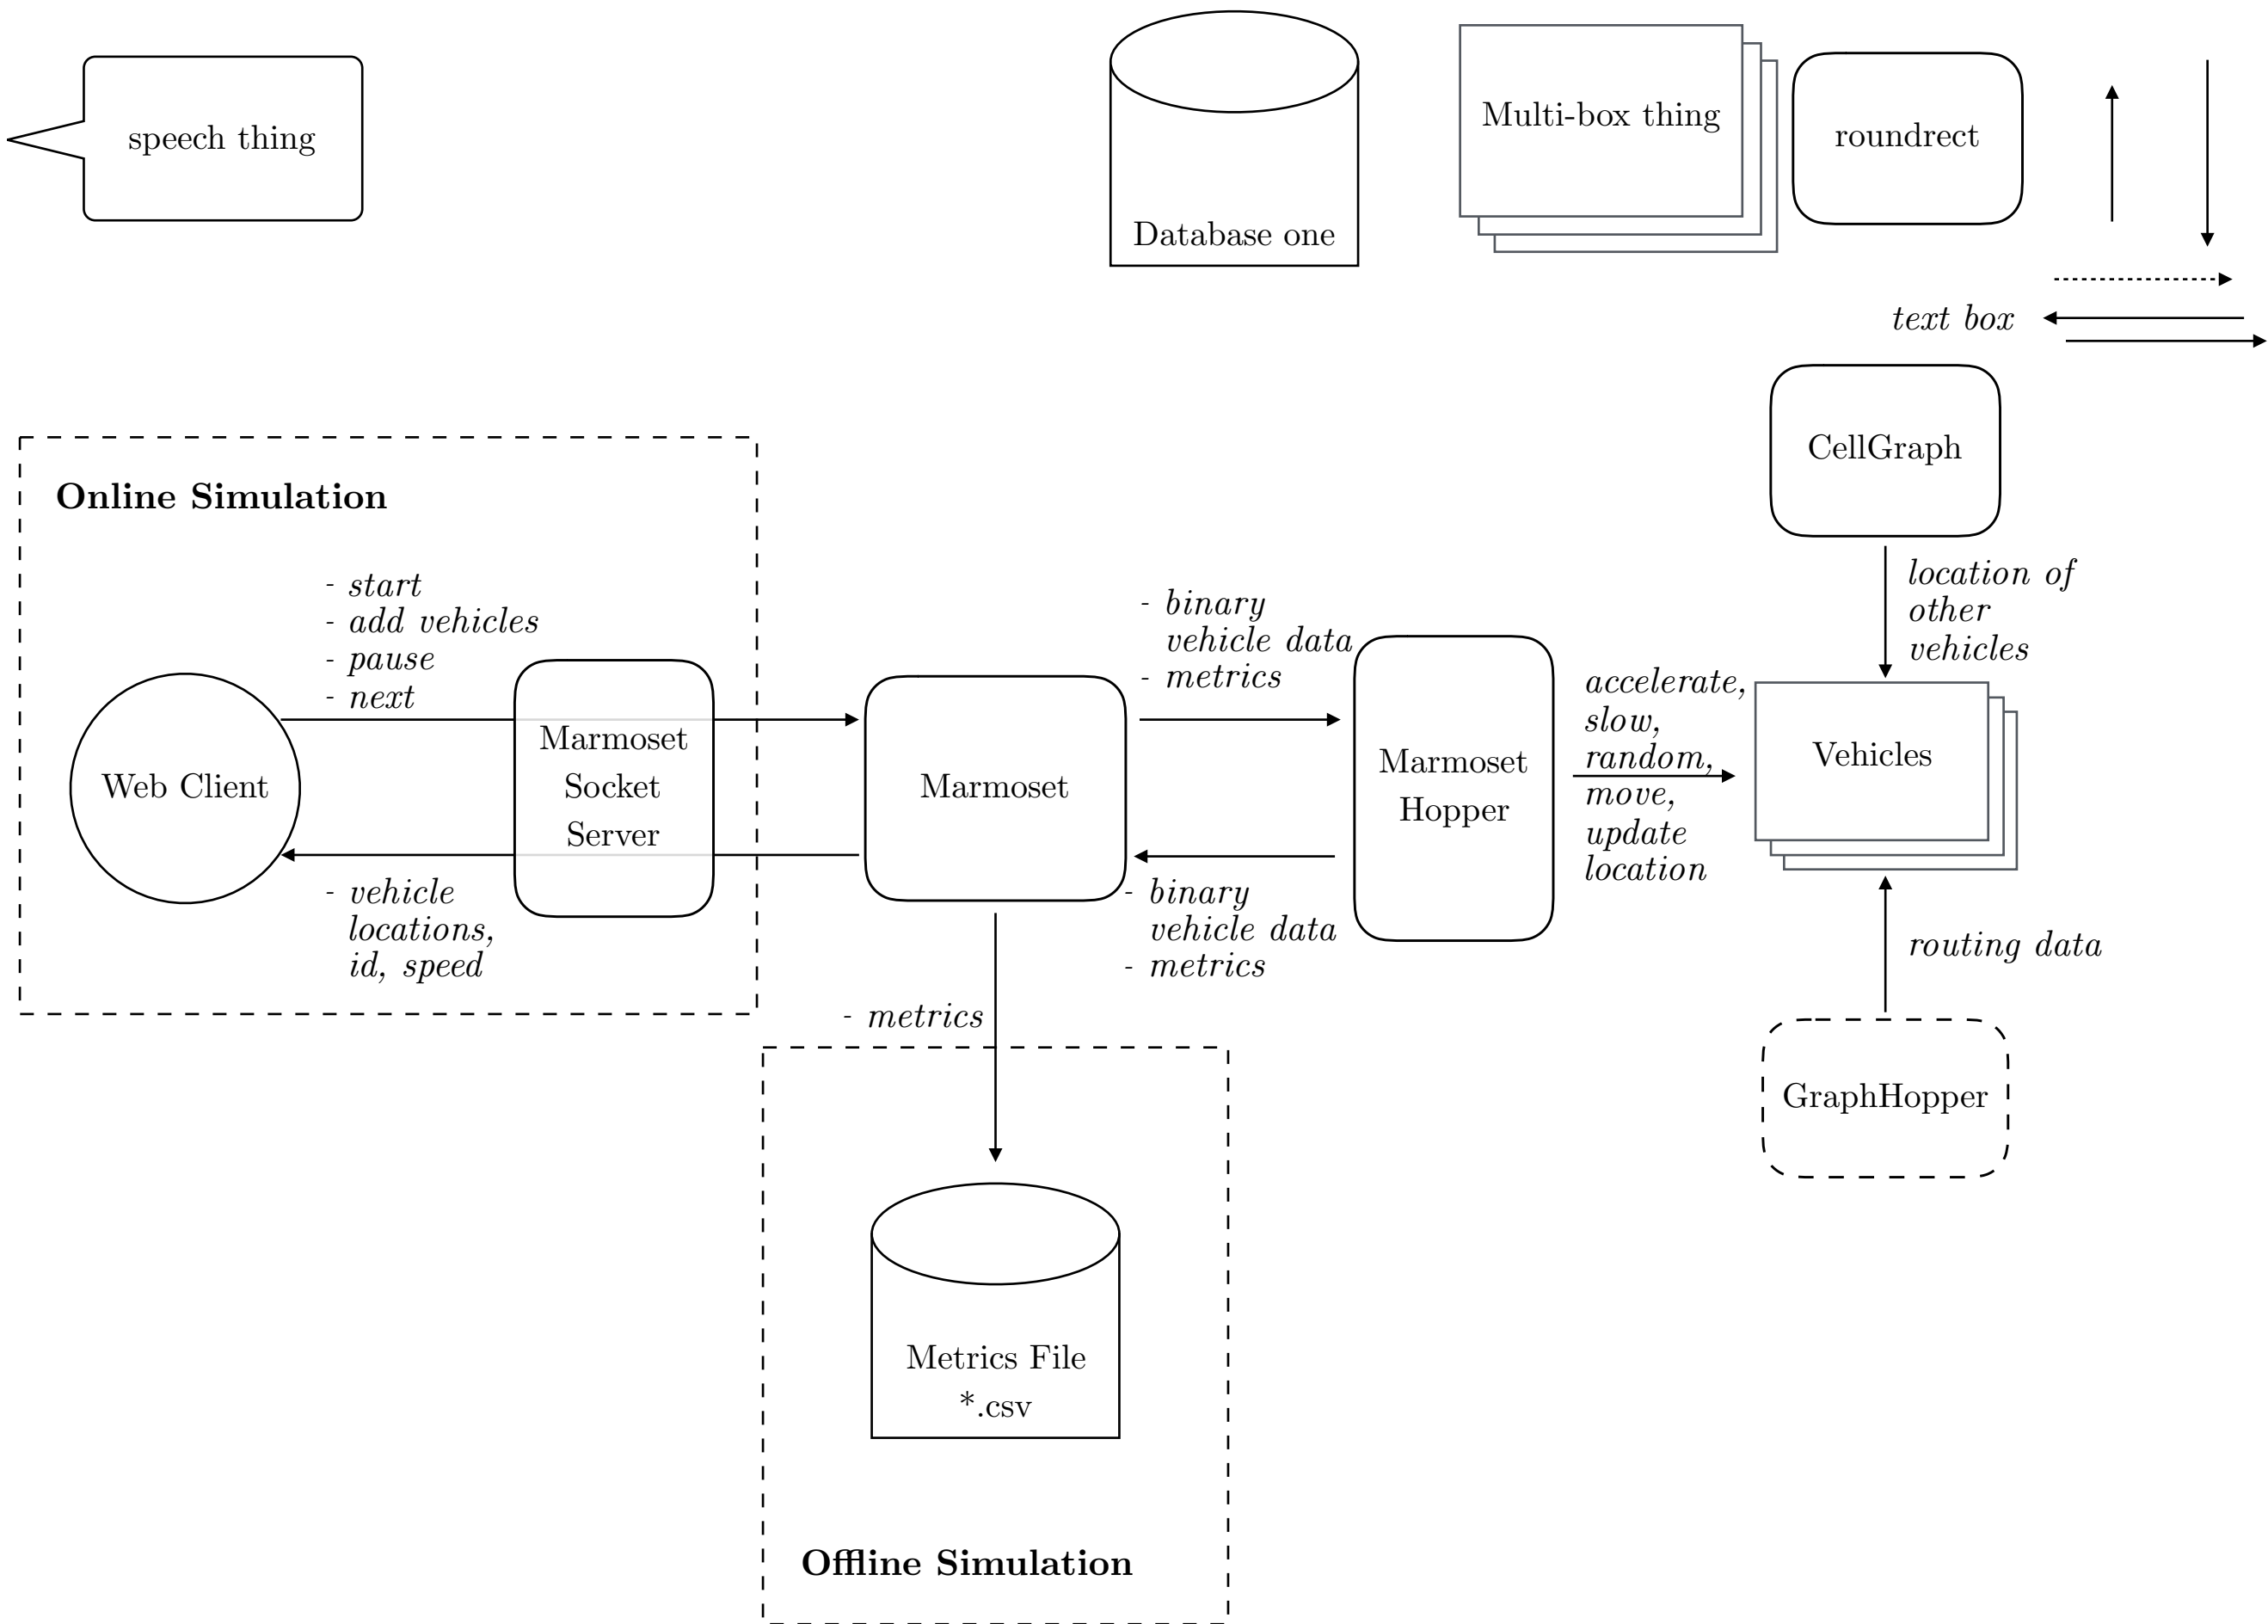 speech thing
Database one
Multi-box thing
roundrect
text box
CellGraph
Online Simulation
- start
- add vehicles
- pause
- next
Web Client
Marmoset
Socket
Server
- vehicle
locations,
id, speed
Marmoset
- binary
vehicle data
- metrics
- binary
vehicle data
- metrics
Marmoset
Hopper
accelerate,
slow,
random,
move,
update
location
location of
other
vehicles
Vehicles
routing data
GraphHopper
- metrics
Metrics File
*.csv
Offline Simulation